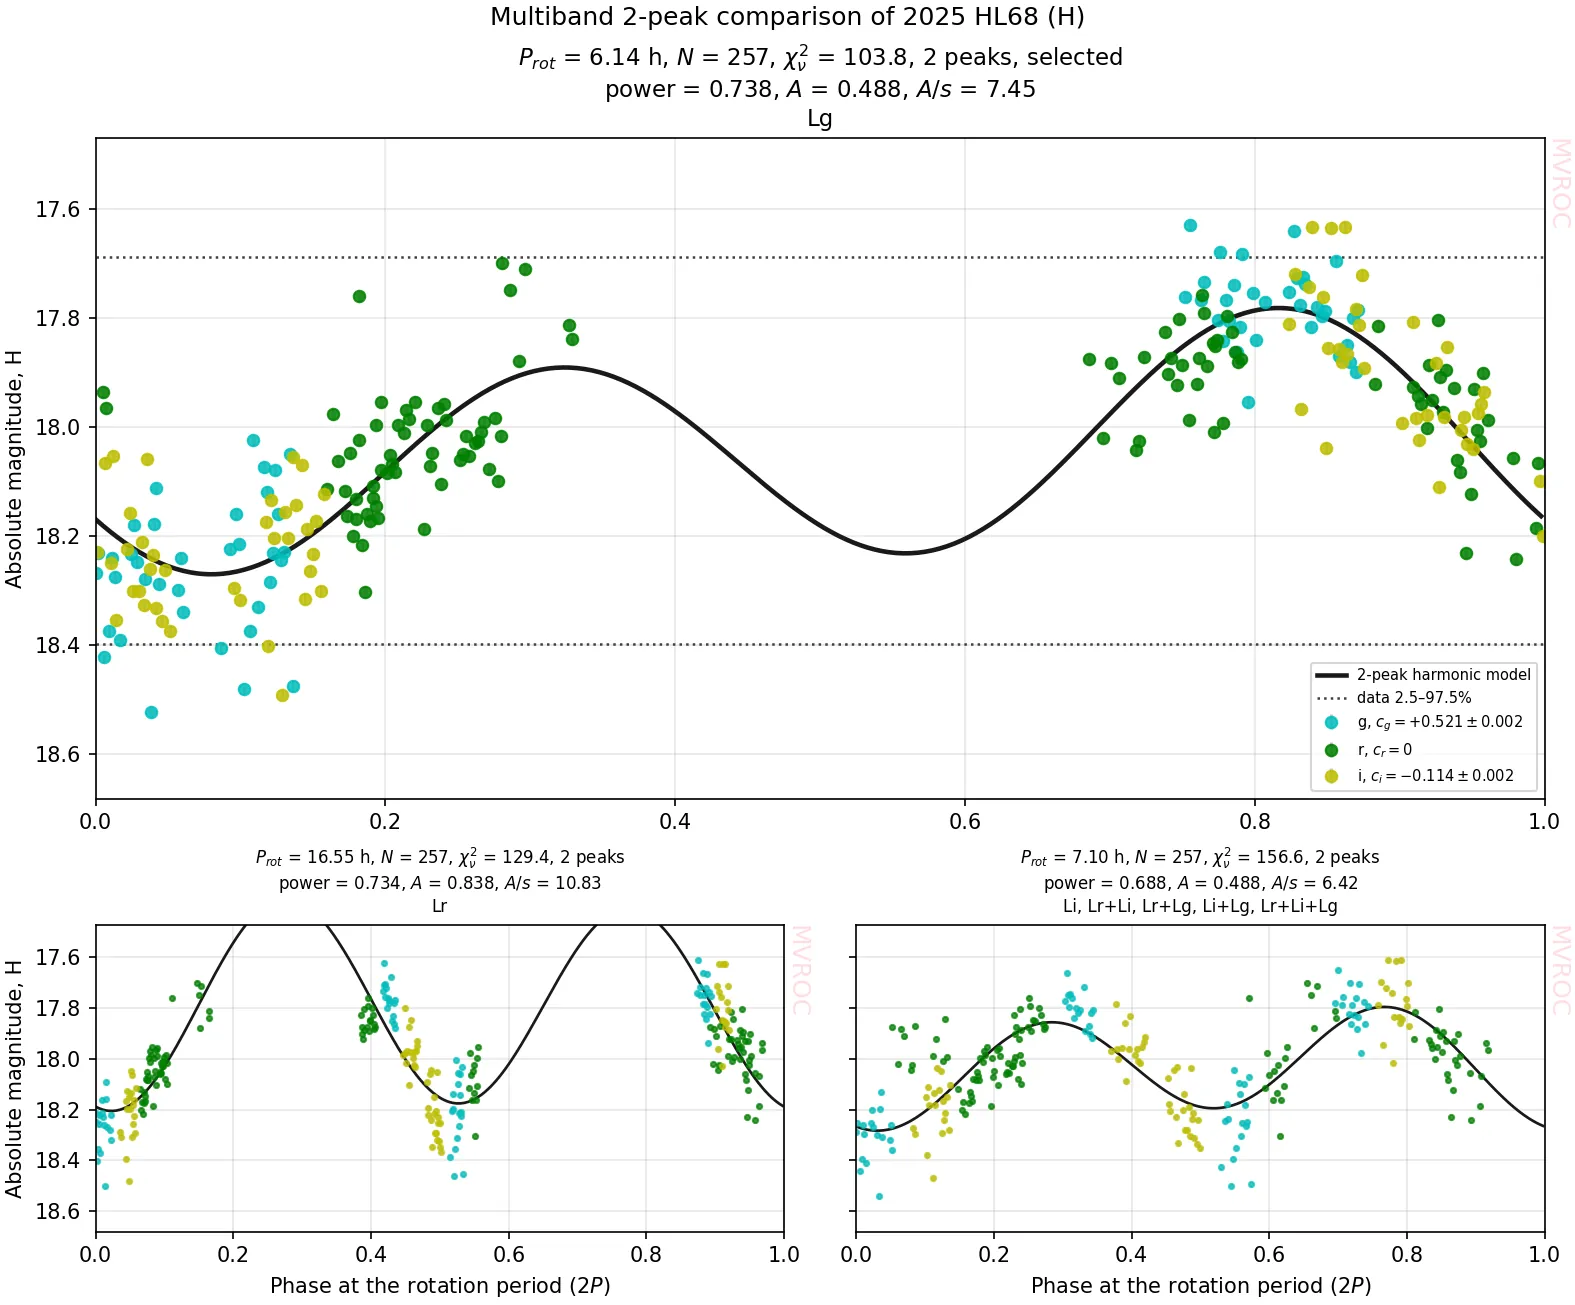 Multiband 2-peak comparison of 2025 HL68 (H)
P_rot = 6.14 h, N = 257, χ²_ν = 103.8, 2 peaks, selected
power = 0.738, A = 0.488, A/s = 7.45
Lg
MVROC
Absolute magnitude, H
17.6
17.8
18.0
18.2
18.4
18.6
2-peak harmonic model
data 2.5–97.5%
g, c_g = +0.521 ± 0.002
r, c_r = 0
i, c_i = −0.114 ± 0.002
0.0 0.2 0.4 0.6 0.8 1.0
P_rot = 16.55 h, N = 257, χ²_ν = 129.4, 2 peaks
power = 0.734, A = 0.838, A/s = 10.83
Lr
MVROC
Absolute magnitude, H
17.6
17.8
18.0
18.2
18.4
18.6
0.0 0.2 0.4 0.6 0.8 1.0
Phase at the rotation period (2P)
P_rot = 7.10 h, N = 257, χ²_ν = 156.6, 2 peaks
power = 0.688, A = 0.488, A/s = 6.42
Li, Lr+Li, Lr+Lg, Li+Lg, Lr+Li+Lg
MVROC
0.0 0.2 0.4 0.6 0.8 1.0
Phase at the rotation period (2P)